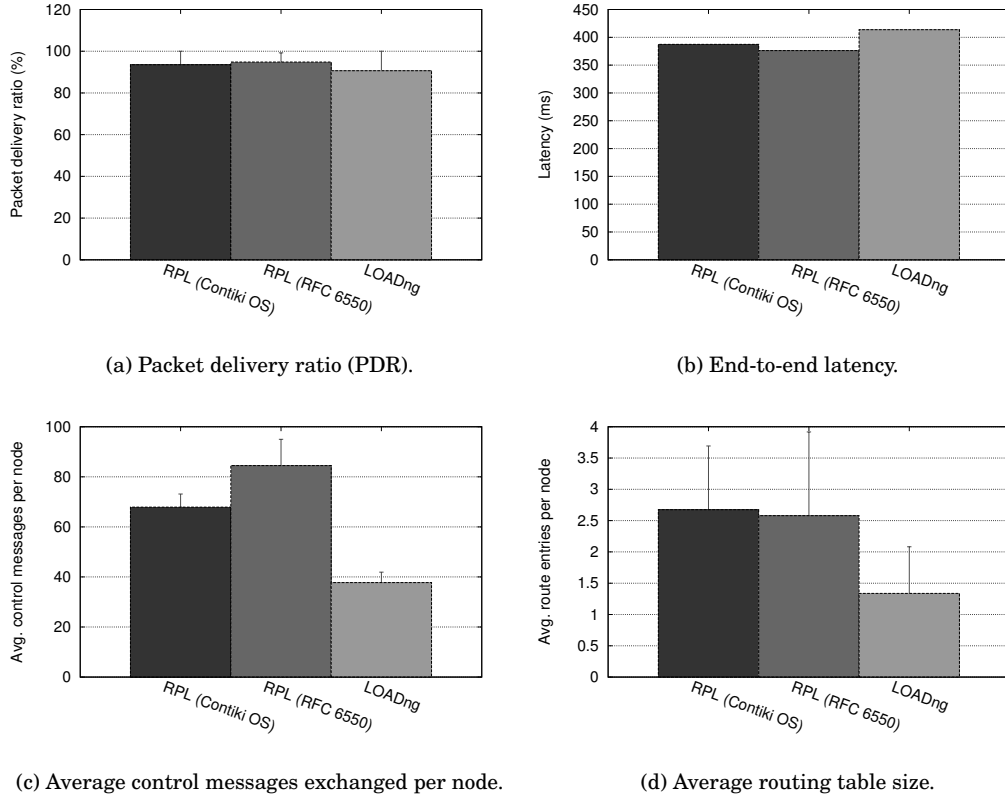 Packet delivery ratio (%)
120
100
80
60
40
20
0
RPL (Contiki OS)
RPL (RFC 6550)
LOADng
(a) Packet delivery ratio (PDR).
Latency (ms)
450
400
350
300
250
200
150
100
50
0
RPL (Contiki OS)
RPL (RFC 6550)
LOADng
(b) End-to-end latency.
Avg. control messages per node
100
80
60
40
20
0
RPL (Contiki OS)
RPL (RFC 6550)
LOADng
(c) Average control messages exchanged per node.
Avg. route entries per node
4
3.5
3
2.5
2
1.5
1
0.5
0
RPL (Contiki OS)
RPL (RFC 6550)
LOADng
(d) Average routing table size.